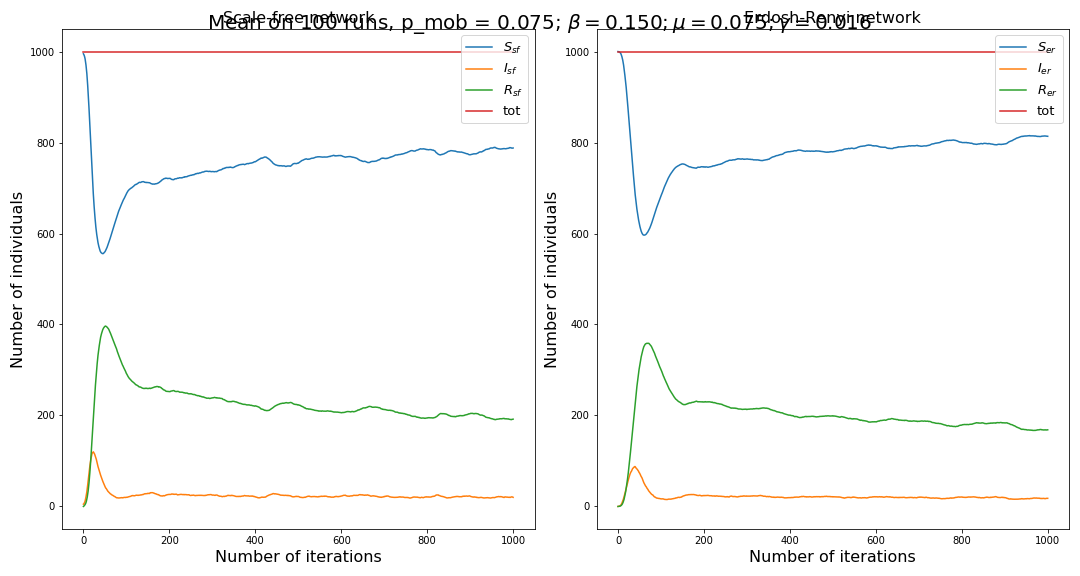 Mean on 100 runs, p_mob = 0.075; β = 0.150; μ = 0.075; γ = 0.016
Scale-free network
Number of individuals
1000
800
600
400
200
0
S_sf
I_sf
R_sf
tot
0 200 400 600 800 1000
Number of iterations
Erdosh-Renyi network
Number of individuals
1000
800
600
400
200
0
S_er
I_er
R_er
tot
0 200 400 600 800 1000
Number of iterations